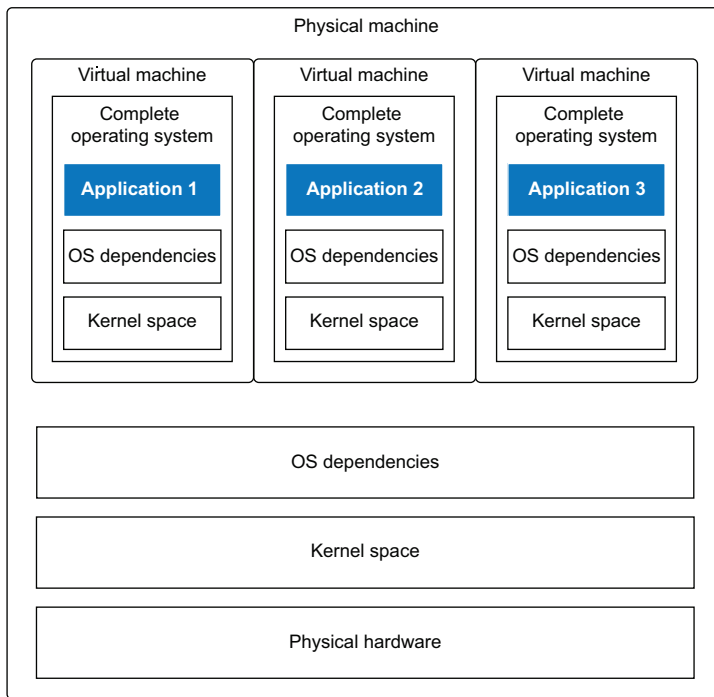 Physical machine
Virtual machine
Virtual machine
Virtual machine
Complete
operating system
Complete
operating system
Complete
operating system
Application 1
Application 2
Application 3
OS dependencies
OS dependencies
OS dependencies
Kernel space
Kernel space
Kernel space
OS dependencies
Kernel space
Physical hardware